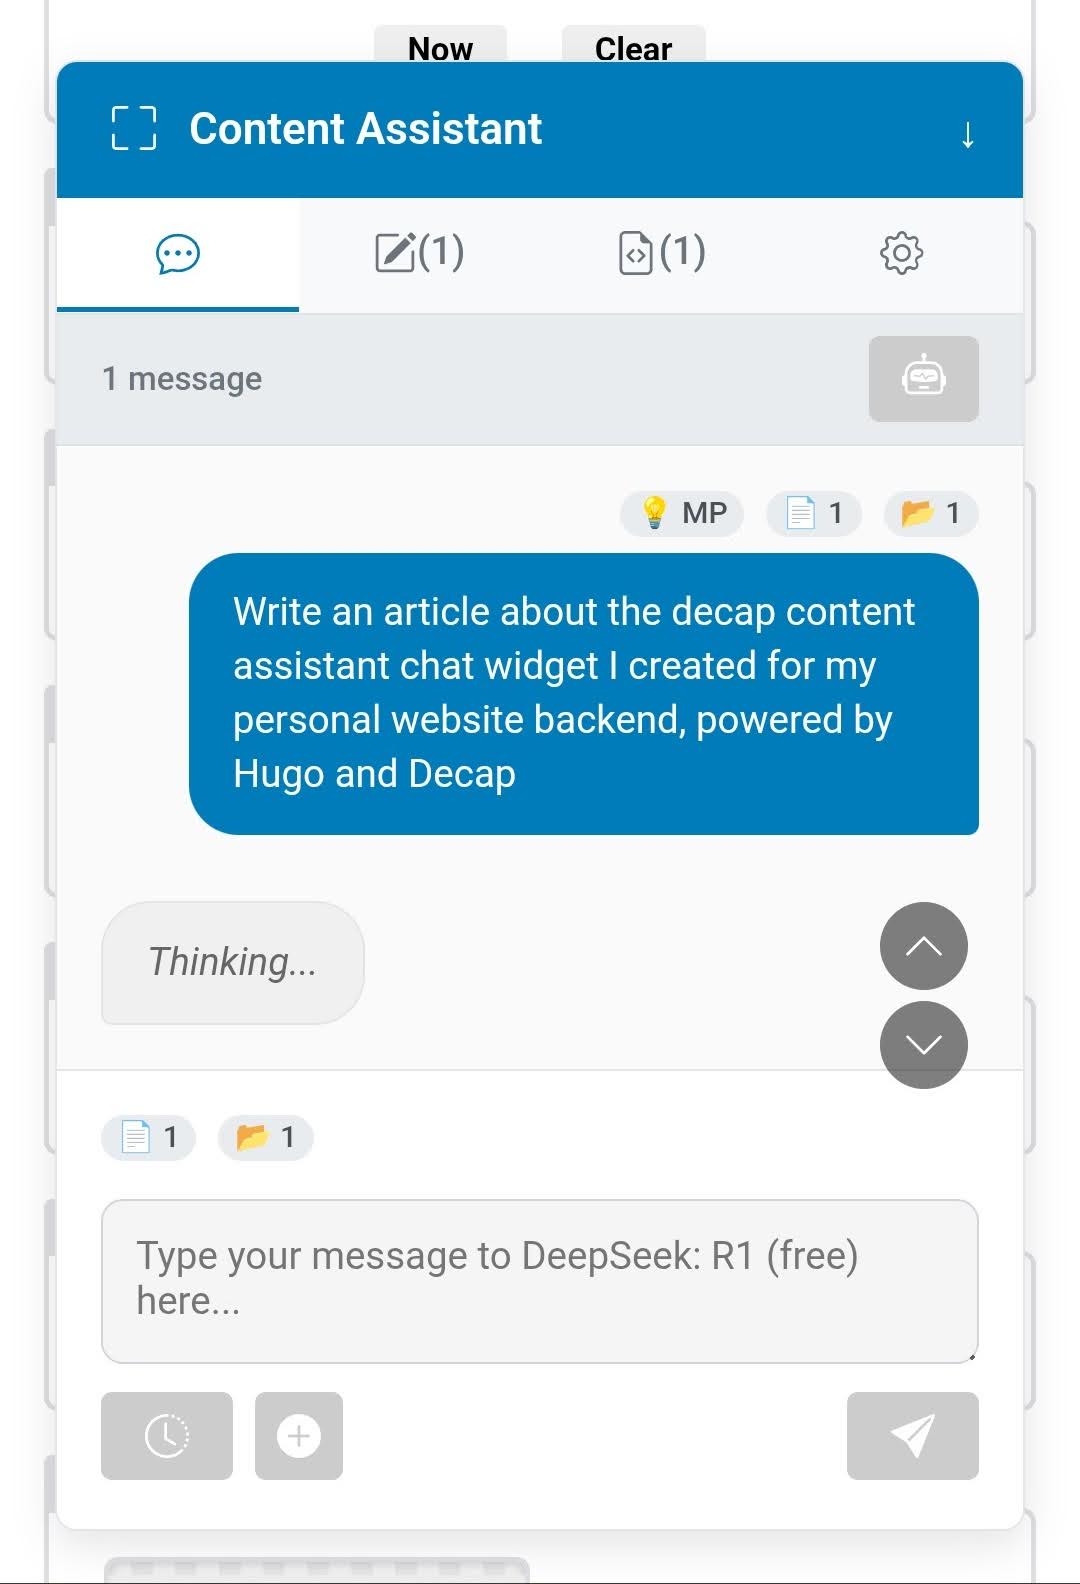 Now Clear
Content Assistant ↓
(1) (1)
1 message
💡 MP 📄 1 📂 1
Write an article about the decap content
assistant chat widget I created for my
personal website backend, powered by
Hugo and Decap
Thinking...
📄 1 📂 1
Type your message to DeepSeek: R1 (free)
here...